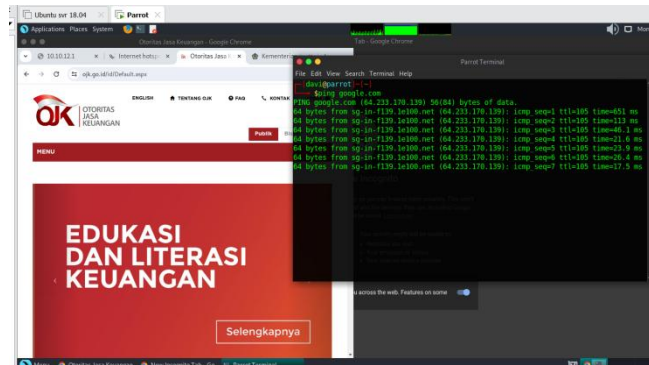 Ubuntu svr 18.04
Parrot
Applications Places System
Otoritas Jasa Keuangan - Google Chrome
Tab - Google Chrome
10.10.12.1
Internet hotsp
Otoritas Jasa K
Kementeria
ojk.go.id/id/Default.aspx
ENGLISH
TENTANG OJK
FAQ
KONTAK
OJK
OTORITAS
JASA
KEUANGAN
Publik
MENU
EDUKASI
DAN LITERASI
KEUANGAN
Selengkapnya
Parrot Terminal
File Edit View Search Terminal Help
[davi@parrot]-[~]
$ping google.com
PING google.com (64.233.170.139) 56(84) bytes of data.
64 bytes from sg-in-f139.1e100.net (64.233.170.139): icmp_seq=1 ttl=105 time=651 ms
64 bytes from sg-in-f139.1e100.net (64.233.170.139): icmp_seq=2 ttl=105 time=113 ms
64 bytes from sg-in-f139.1e100.net (64.233.170.139): icmp_seq=3 ttl=105 time=46.1 ms
64 bytes from sg-in-f139.1e100.net (64.233.170.139): icmp_seq=4 ttl=105 time=21.6 ms
64 bytes from sg-in-f139.1e100.net (64.233.170.139): icmp_seq=5 ttl=105 time=23.9 ms
64 bytes from sg-in-f139.1e100.net (64.233.170.139): icmp_seq=6 ttl=105 time=26.4 ms
64 bytes from sg-in-f139.1e100.net (64.233.170.139): icmp_seq=7 ttl=105 time=17.5 ms
u across the web. Features on some
Menu
Otoritas Jasa Keuangan
New Incognito Tab - Go
Parrot Terminal